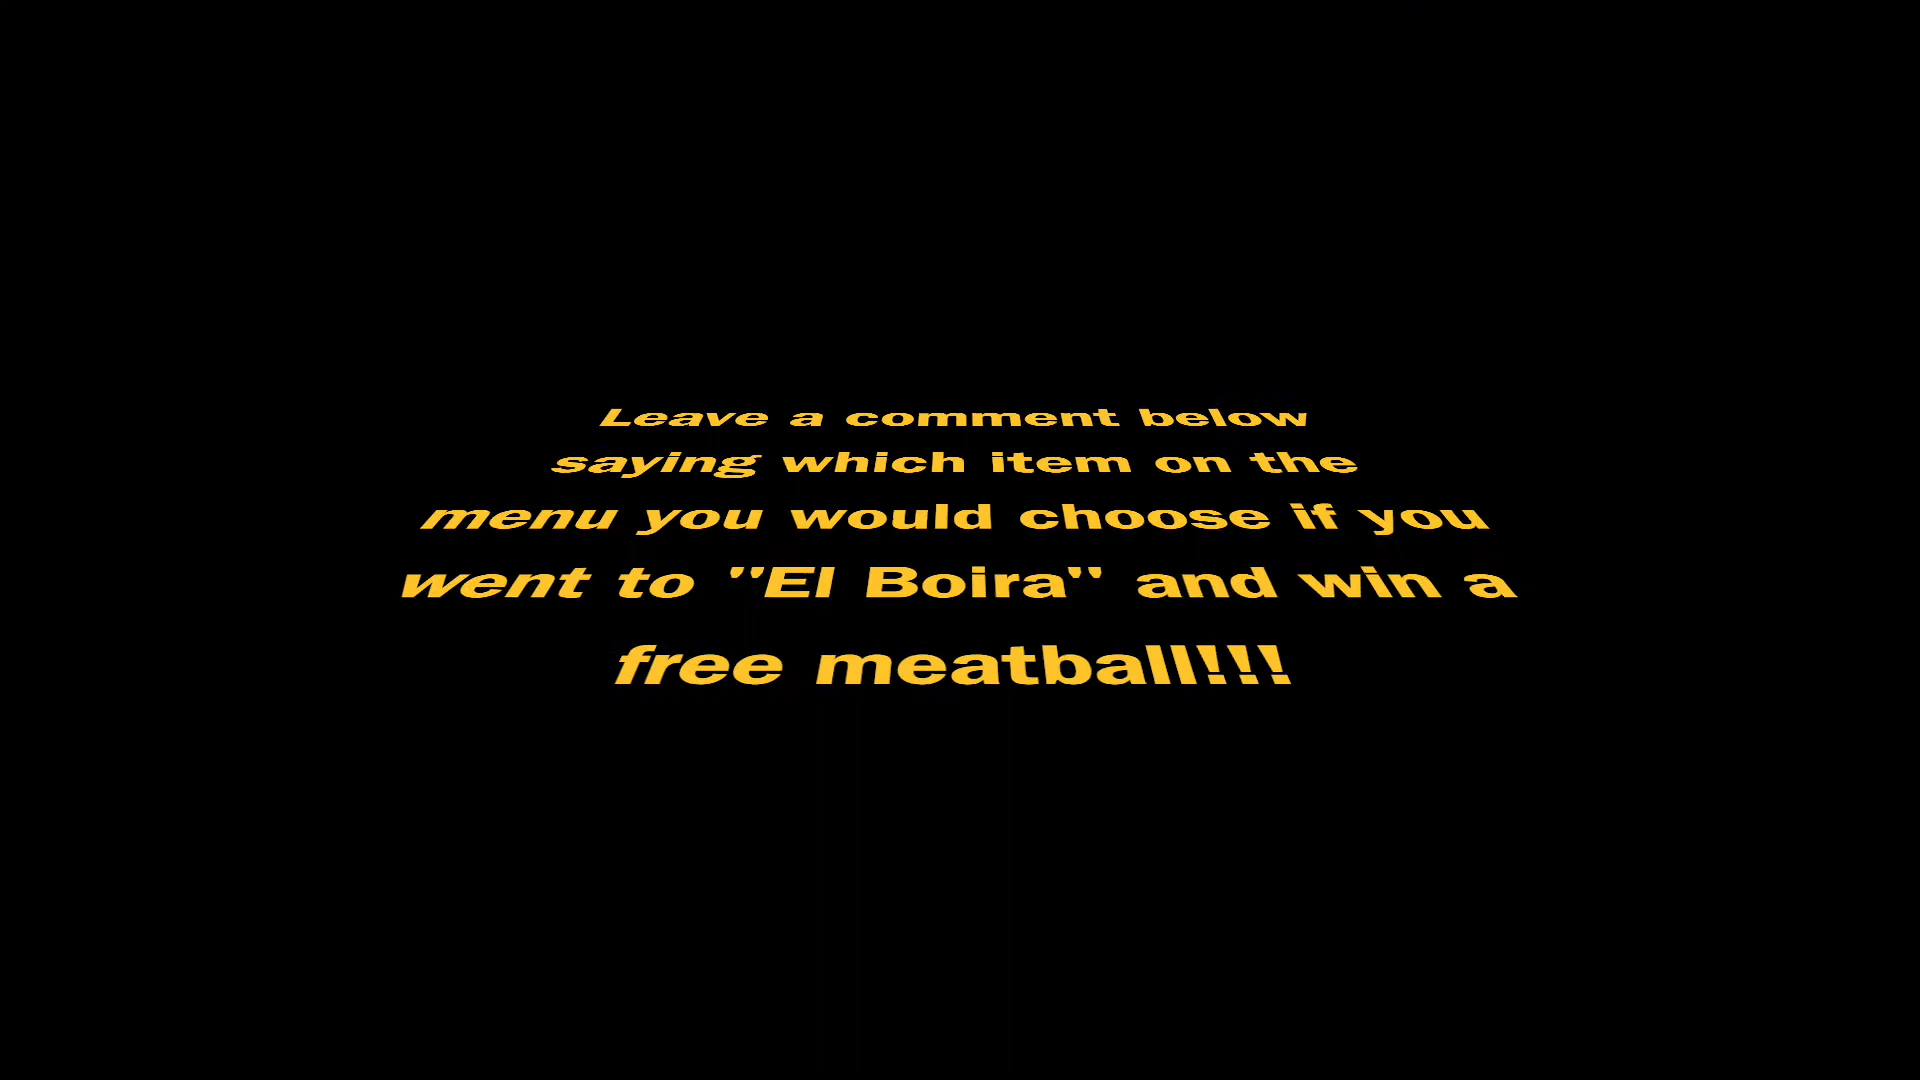 Leave a comment below
saying which item on the
menu you would choose if you
went to "El Boira" and win a
free meatball!!!